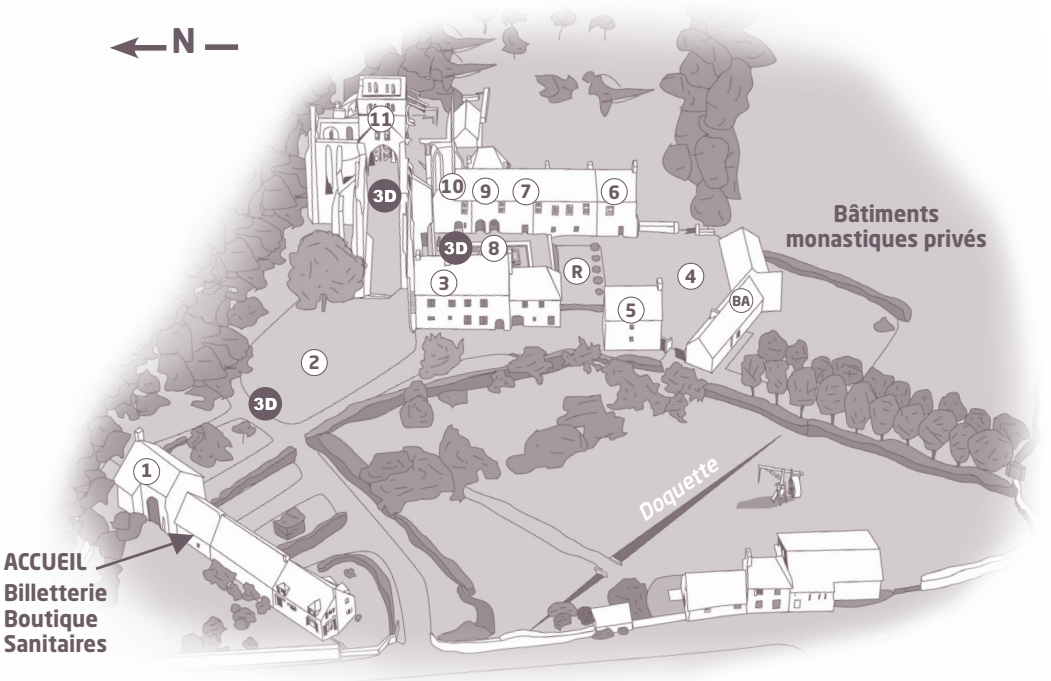 N
11
3D
10
9
7
6
Bâtiments
monastiques privés
3D
8
R
4
3
BA
5
2
3D
1
Doquette
ACCUEIL
Billetterie
Boutique
Sanitaires